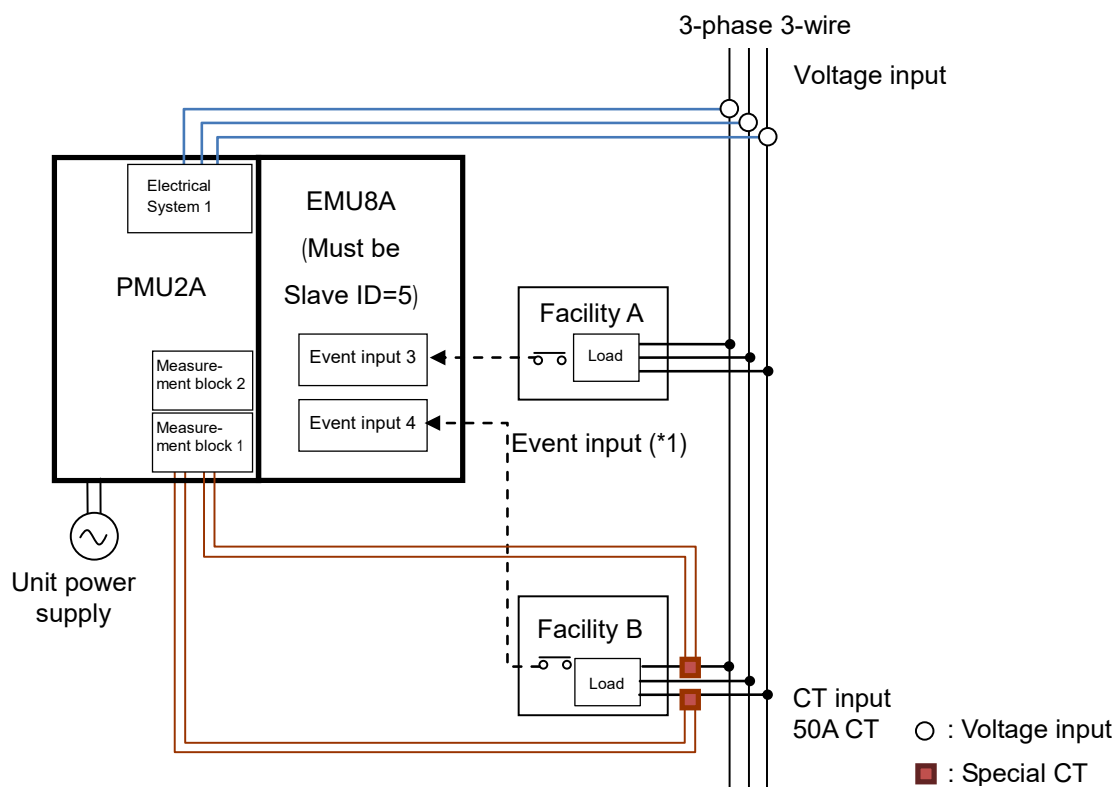 3-phase 3-wire
Voltage input
Electrical
System 1
EMU8A
(Must be
Slave ID=5)
PMU2A
Facility A
Event input 3
Load
Measure-
ment block 2
Event input 4
Measure-
ment block 1
Event input (*1)
Unit power
supply
Facility B
Load
CT input
50A CT
: Voltage input
: Special CT